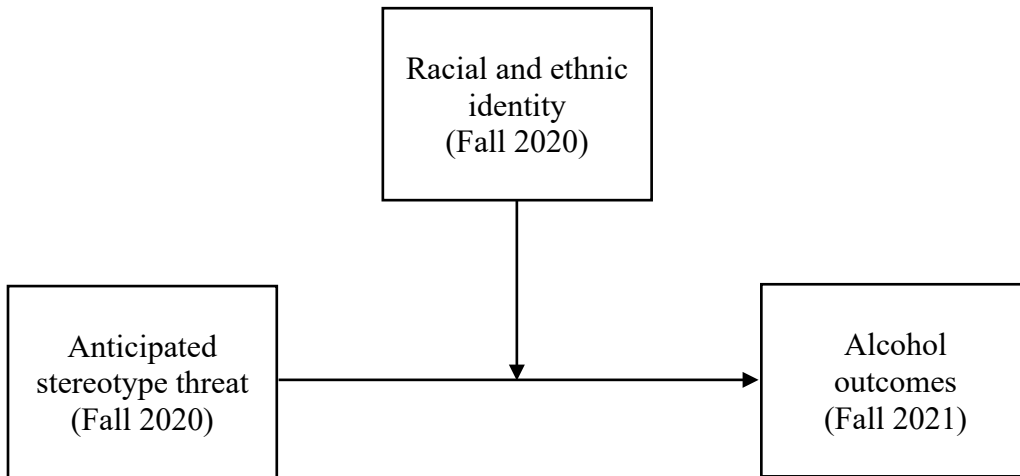 Racial and ethnic
identity
(Fall 2020)
Anticipated
stereotype threat
(Fall 2020)
Alcohol
outcomes
(Fall 2021)